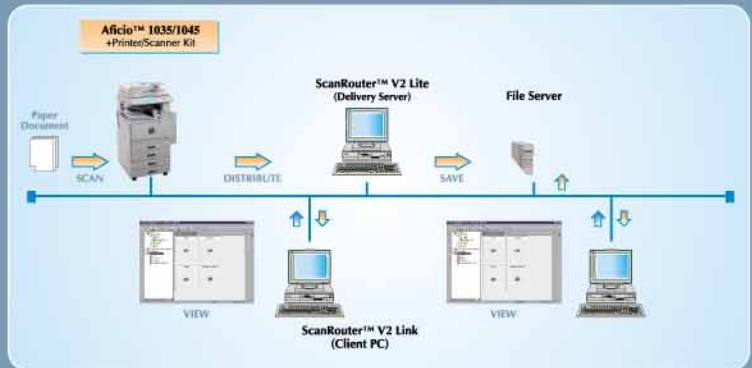 Aficio™ 1035/1045
+Printer/Scanner Kit
Paper
Document
SCAN
DISTRIBUTE
ScanRouter™ V2 Lite
(Delivery Server)
SAVE
File Server
VIEW
ScanRouter™ V2 Link
(Client PC)
VIEW